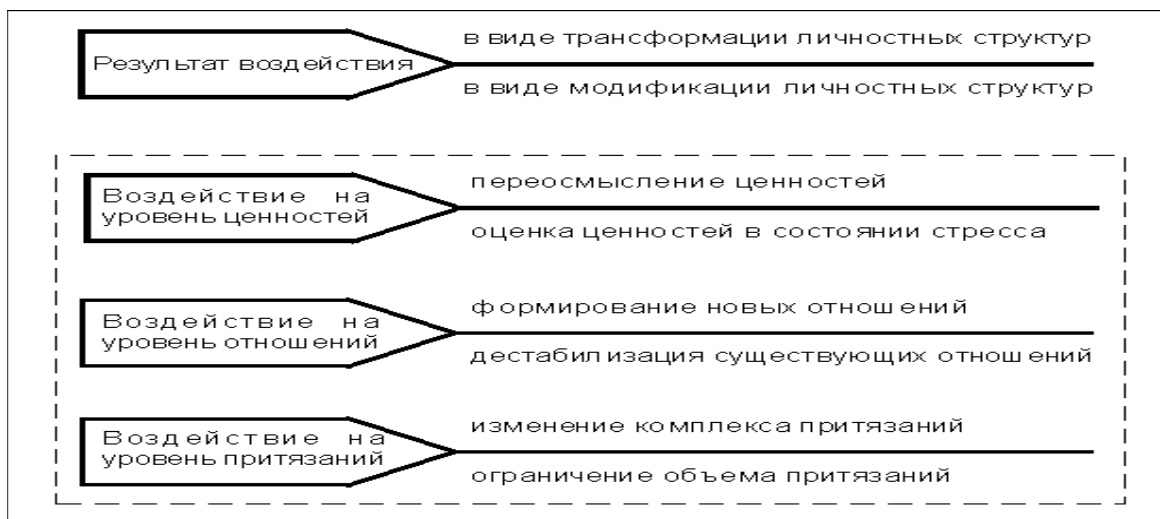 в виде трансформации личностных структур
Результат воздействия
в виде модификации личностных структур
переосмысление ценностей
Воздействие на
уровень ценностей
оценка ценностей в состоянии стресса
формирование новых отношений
Воздействие на
уровень отношений
дестабилизация существующих отношений
изменение комплекса притязаний
Воздействие на
уровень притязаний
ограничение объема притязаний